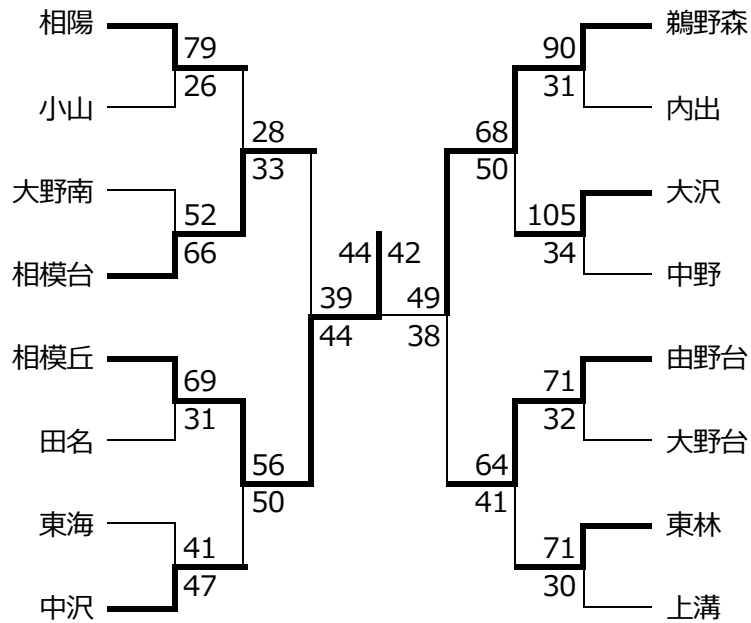 相陽
79
26
小山
28
33
大野南
52
66
相模台
39
44
相模丘
69
31
田名
56
50
東海
41
47
中沢
44
42
鵜野森
90
31
内出
68
50
大沢
105
34
中野
49
38
由野台
71
32
大野台
64
41
東林
71
30
上溝